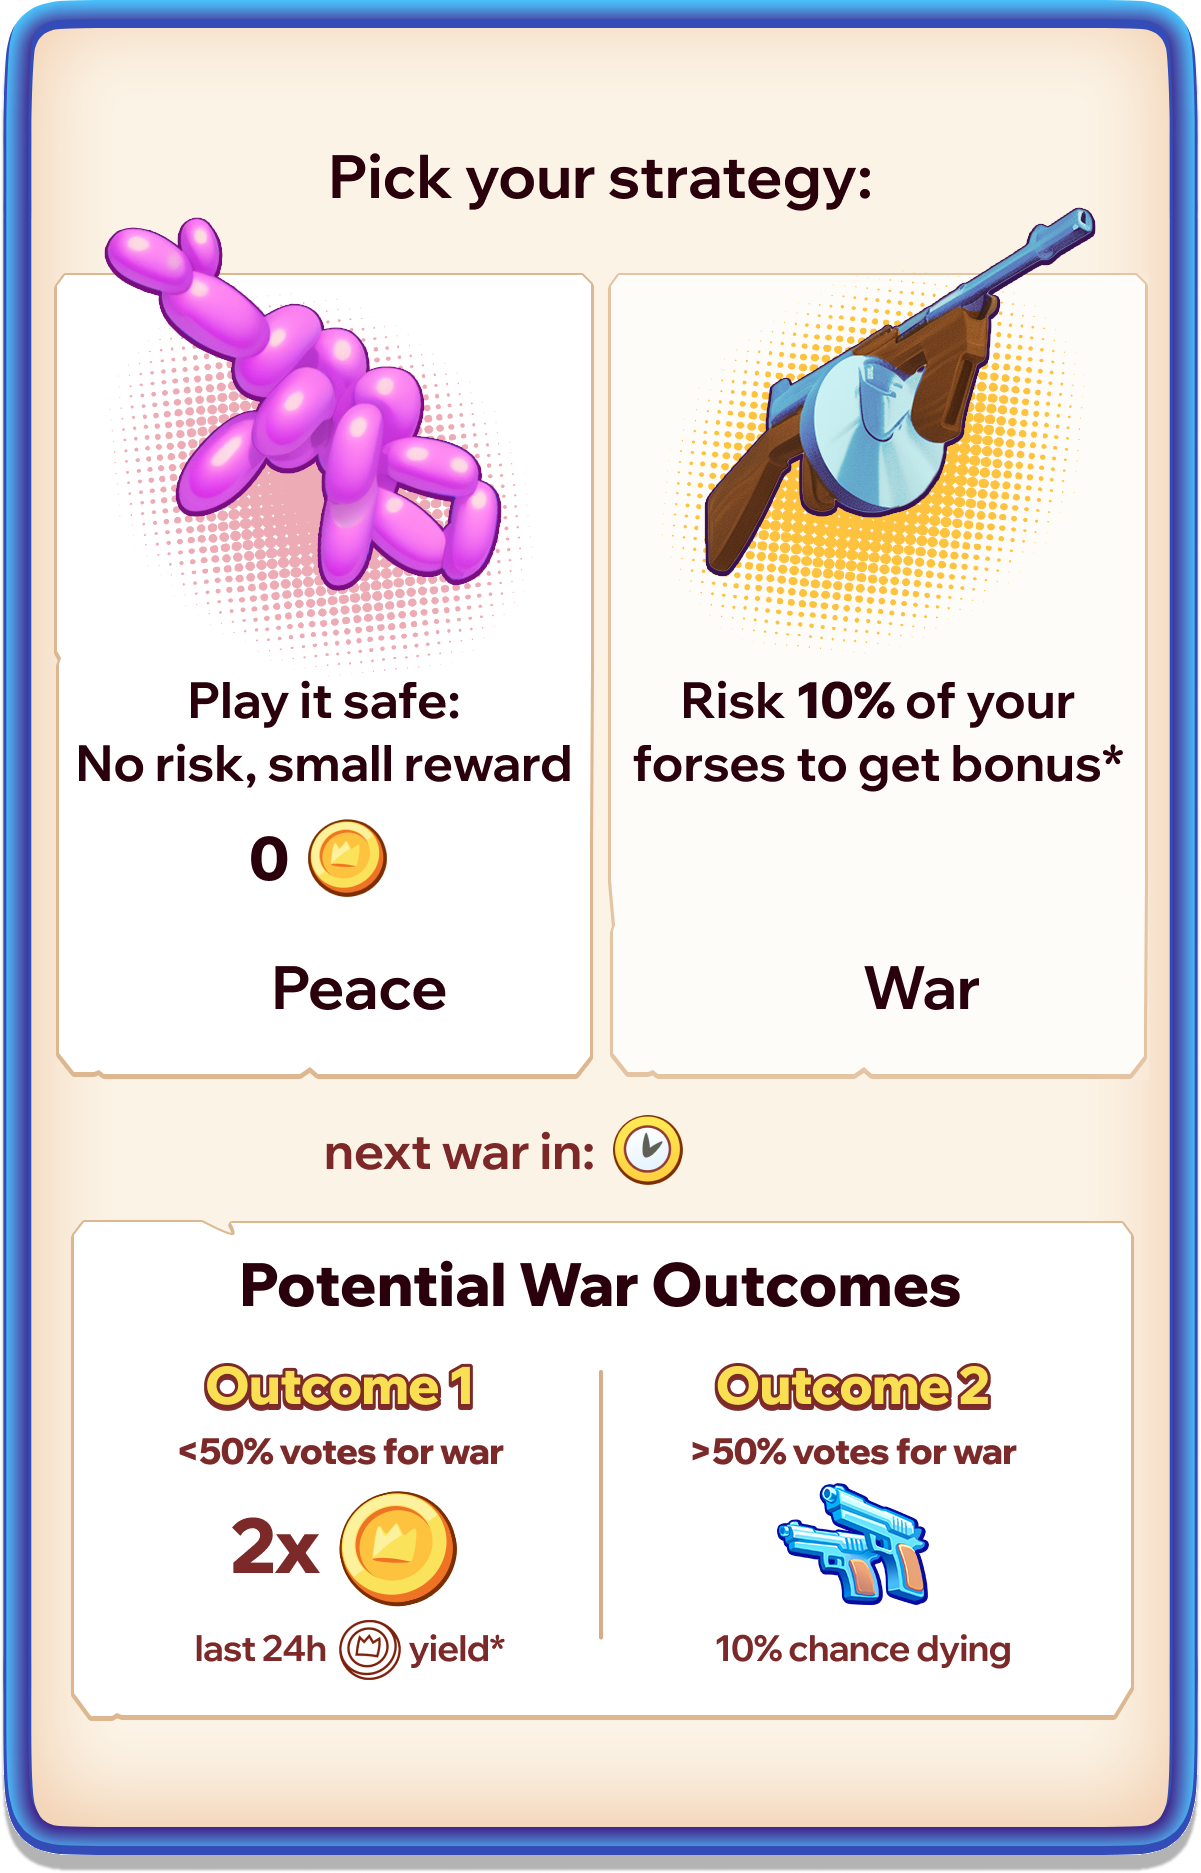 Pick your strategy:
Play it safe:
No risk, small reward
0
Peace
Risk 10% of your
forses to get bonus*
War
next war in:
Potential War Outcomes
Outcome 1
<50% votes for war
2x
last 24h yield*
Outcome 2
>50% votes for war
10% chance dying